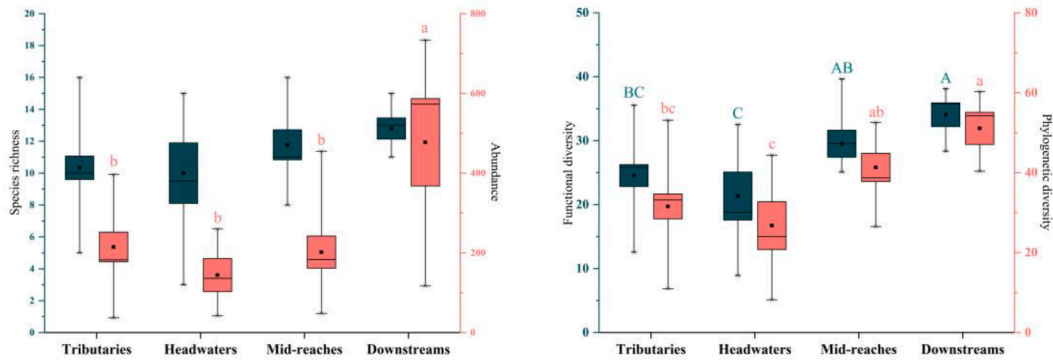 20
18
16
14
12
10
8
6
4
2
0
Species richness
800
600
400
200
0
Abundance
b
b
b
a
Tributaries Headwaters Mid-reaches Downstreams
50
40
30
20
10
0
Functional diversity
80
60
40
20
0
Phylogenetic diversity
BC
bc
C
c
AB
ab
A
a
Tributaries Headwaters Mid-reaches Downstreams